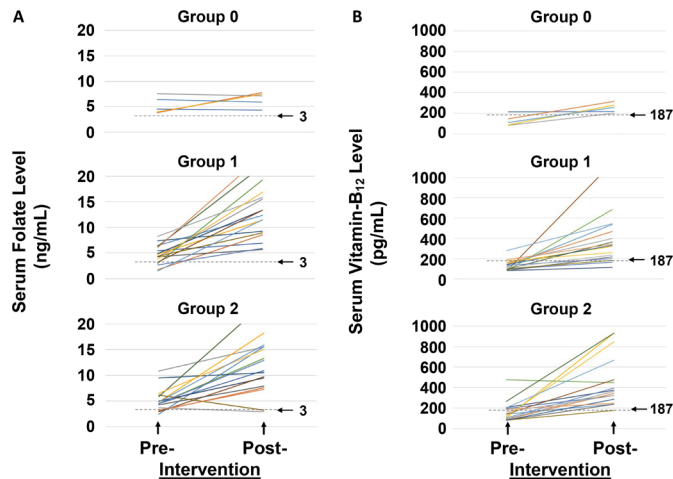 A
Group 0
20
15
10
5
0
3
Group 1
20
15
10
5
0
3
Group 2
20
15
10
5
0
3
Serum Folate Level
(ng/mL)
Pre- Post-
Intervention
B
Group 0
1000
800
600
400
200
0
187
Group 1
1000
800
600
400
200
0
187
Group 2
1000
800
600
400
200
0
187
Serum Vitamin-B12 Level
(pg/mL)
Pre- Post-
Intervention